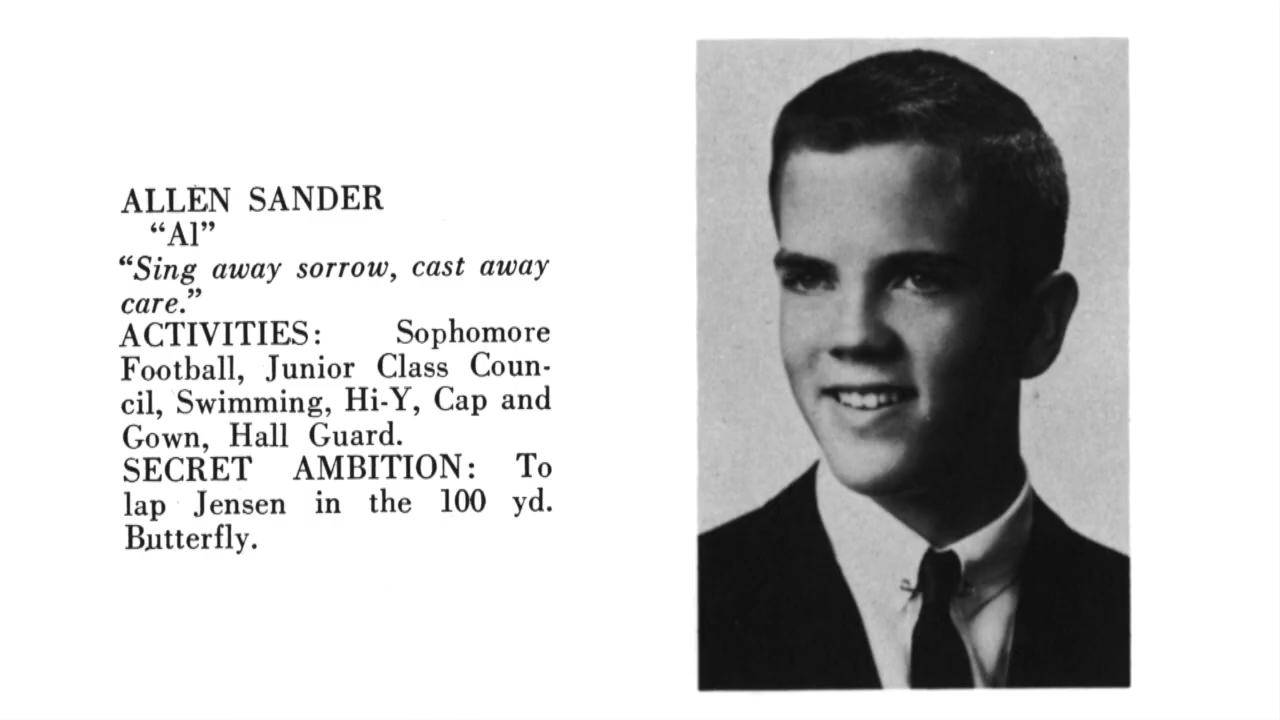 ALLEN SANDER
“Al”
“Sing away sorrow, cast away
care.”
ACTIVITIES: Sophomore
Football, Junior Class Coun-
cil, Swimming, Hi-Y, Cap and
Gown, Hall Guard.
SECRET AMBITION: To
lap Jensen in the 100 yd.
Butterfly.